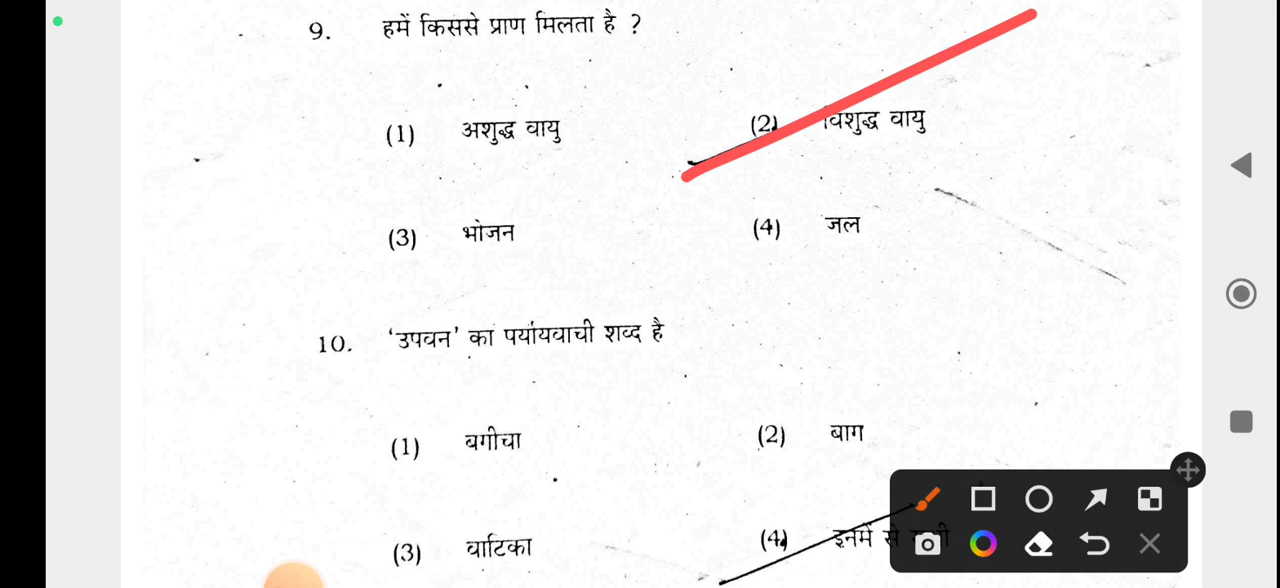 9. हमें किससे प्राण मिलता है ?
(1) अशुद्ध वायु (2) विशुद्ध वायु
(3) भोजन (4) जल
10. 'उपवन' का पर्यायवाची शब्द है
(1) बगीचा (2) बाग
(3) वाटिका (4) इनमें से